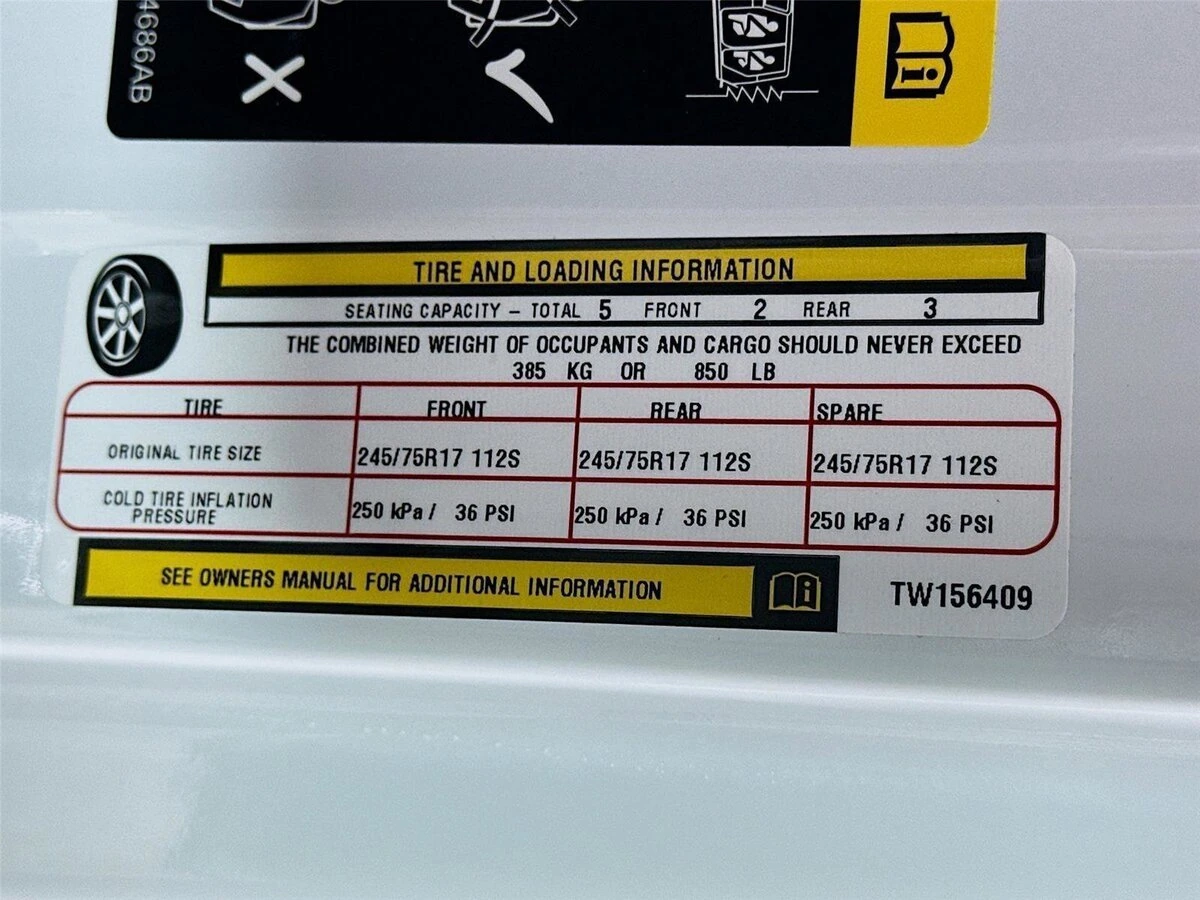 4686AB
TIRE AND LOADING INFORMATION
SEATING CAPACITY – TOTAL 5 FRONT 2 REAR 3
THE COMBINED WEIGHT OF OCCUPANTS AND CARGO SHOULD NEVER EXCEED
385 KG OR 850 LB
TIRE FRONT REAR SPARE
ORIGINAL TIRE SIZE 245/75R17 112S 245/75R17 112S 245/75R17 112S
COLD TIRE INFLATION
PRESSURE 250 kPa / 36 PSI 250 kPa / 36 PSI 250 kPa / 36 PSI
SEE OWNERS MANUAL FOR ADDITIONAL INFORMATION
TW156409